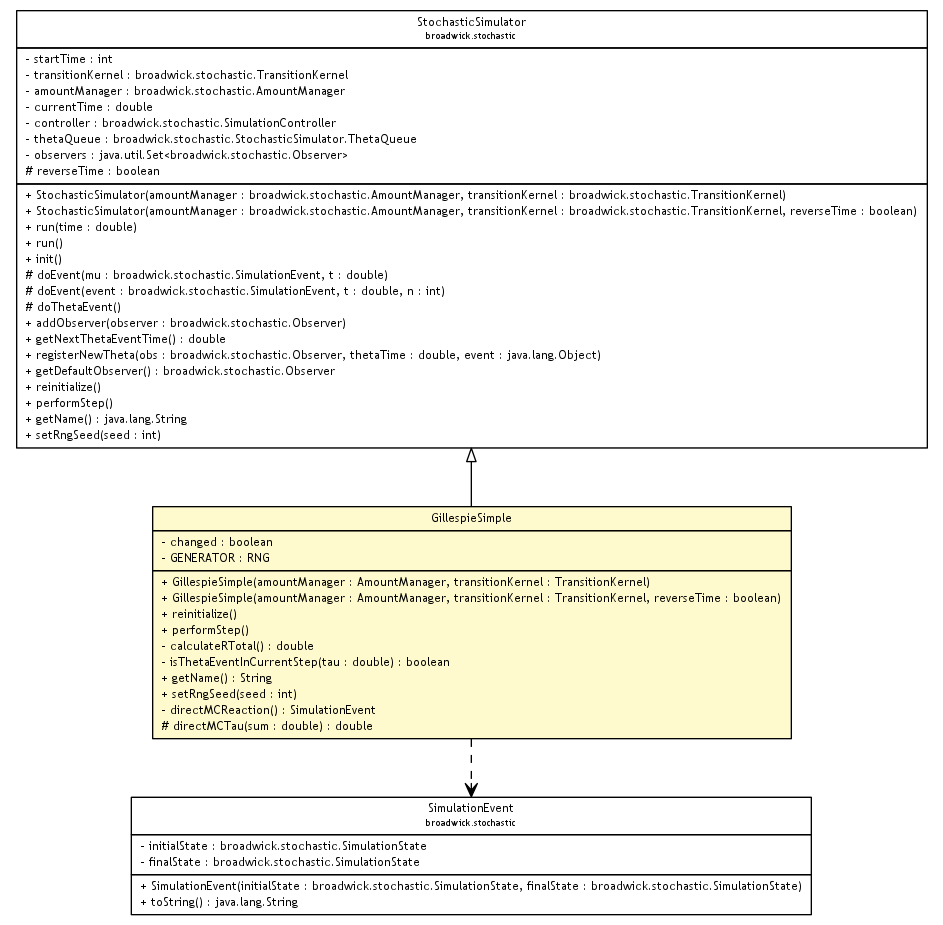 StochasticSimulator
broadwick.stochastic
- startTime : int
- transitionKernel : broadwick.stochastic.TransitionKernel
- amountManager : broadwick.stochastic.AmountManager
- currentTime : double
- controller : broadwick.stochastic.SimulationController
- thetaQueue : broadwick.stochastic.StochasticSimulator.ThetaQueue
- observers : java.util.Set<broadwick.stochastic.Observer>
# reverseTime : boolean
+ StochasticSimulator(amountManager : broadwick.stochastic.AmountManager, transitionKernel : broadwick.stochastic.TransitionKernel)
+ StochasticSimulator(amountManager : broadwick.stochastic.AmountManager, transitionKernel : broadwick.stochastic.TransitionKernel, reverseTime : boolean)
+ run(time : double)
+ run()
+ init()
# doEvent(mu : broadwick.stochastic.SimulationEvent, t : double)
# doEvent(event : broadwick.stochastic.SimulationEvent, t : double, n : int)
# doThetaEvent()
+ addObserver(observer : broadwick.stochastic.Observer)
+ getNextThetaEventTime() : double
+ registerNewTheta(obs : broadwick.stochastic.Observer, thetaTime : double, event : java.lang.Object)
+ getDefaultObserver() : broadwick.stochastic.Observer
+ reinitialize()
+ performStep()
+ getName() : java.lang.String
+ setRngSeed(seed : int)
GillespieSimple
- changed : boolean
- GENERATOR : RNG
+ GillespieSimple(amountManager : AmountManager, transitionKernel : TransitionKernel)
+ GillespieSimple(amountManager : AmountManager, transitionKernel : TransitionKernel, reverseTime : boolean)
+ reinitialize()
+ performStep()
- calculateRTotal() : double
- isThetaEventInCurrentStep(tau : double) : boolean
+ getName() : String
+ setRngSeed(seed : int)
- directMCReaction() : SimulationEvent
# directMCTau(sum : double) : double
SimulationEvent
broadwick.stochastic
- initialState : broadwick.stochastic.SimulationState
- finalState : broadwick.stochastic.SimulationState
+ SimulationEvent(initialState : broadwick.stochastic.SimulationState, finalState : broadwick.stochastic.SimulationState)
+ toString() : java.lang.String